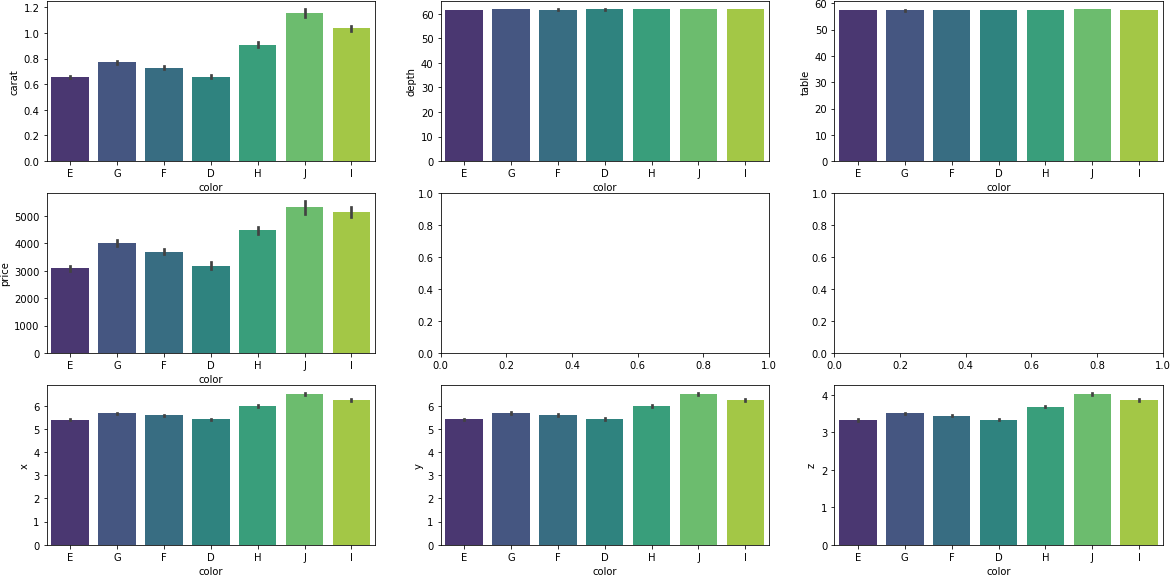 carat
1.2
1.0
0.8
0.6
0.4
0.2
0.0
E G F D H J I
color
depth
60
50
40
30
20
10
0
E G F D H J I
color
table
60
50
40
30
20
10
0
E G F D H J I
color
price
5000
4000
3000
2000
1000
0
E G F D H J I
color
1.0
0.8
0.6
0.4
0.2
0.0
0.0 0.2 0.4 0.6 0.8 1.0
1.0
0.8
0.6
0.4
0.2
0.0
0.0 0.2 0.4 0.6 0.8 1.0
x
6
5
4
3
2
1
0
E G F D H J I
color
y
6
5
4
3
2
1
0
E G F D H J I
color
z
4
3
2
1
0
E G F D H J I
color